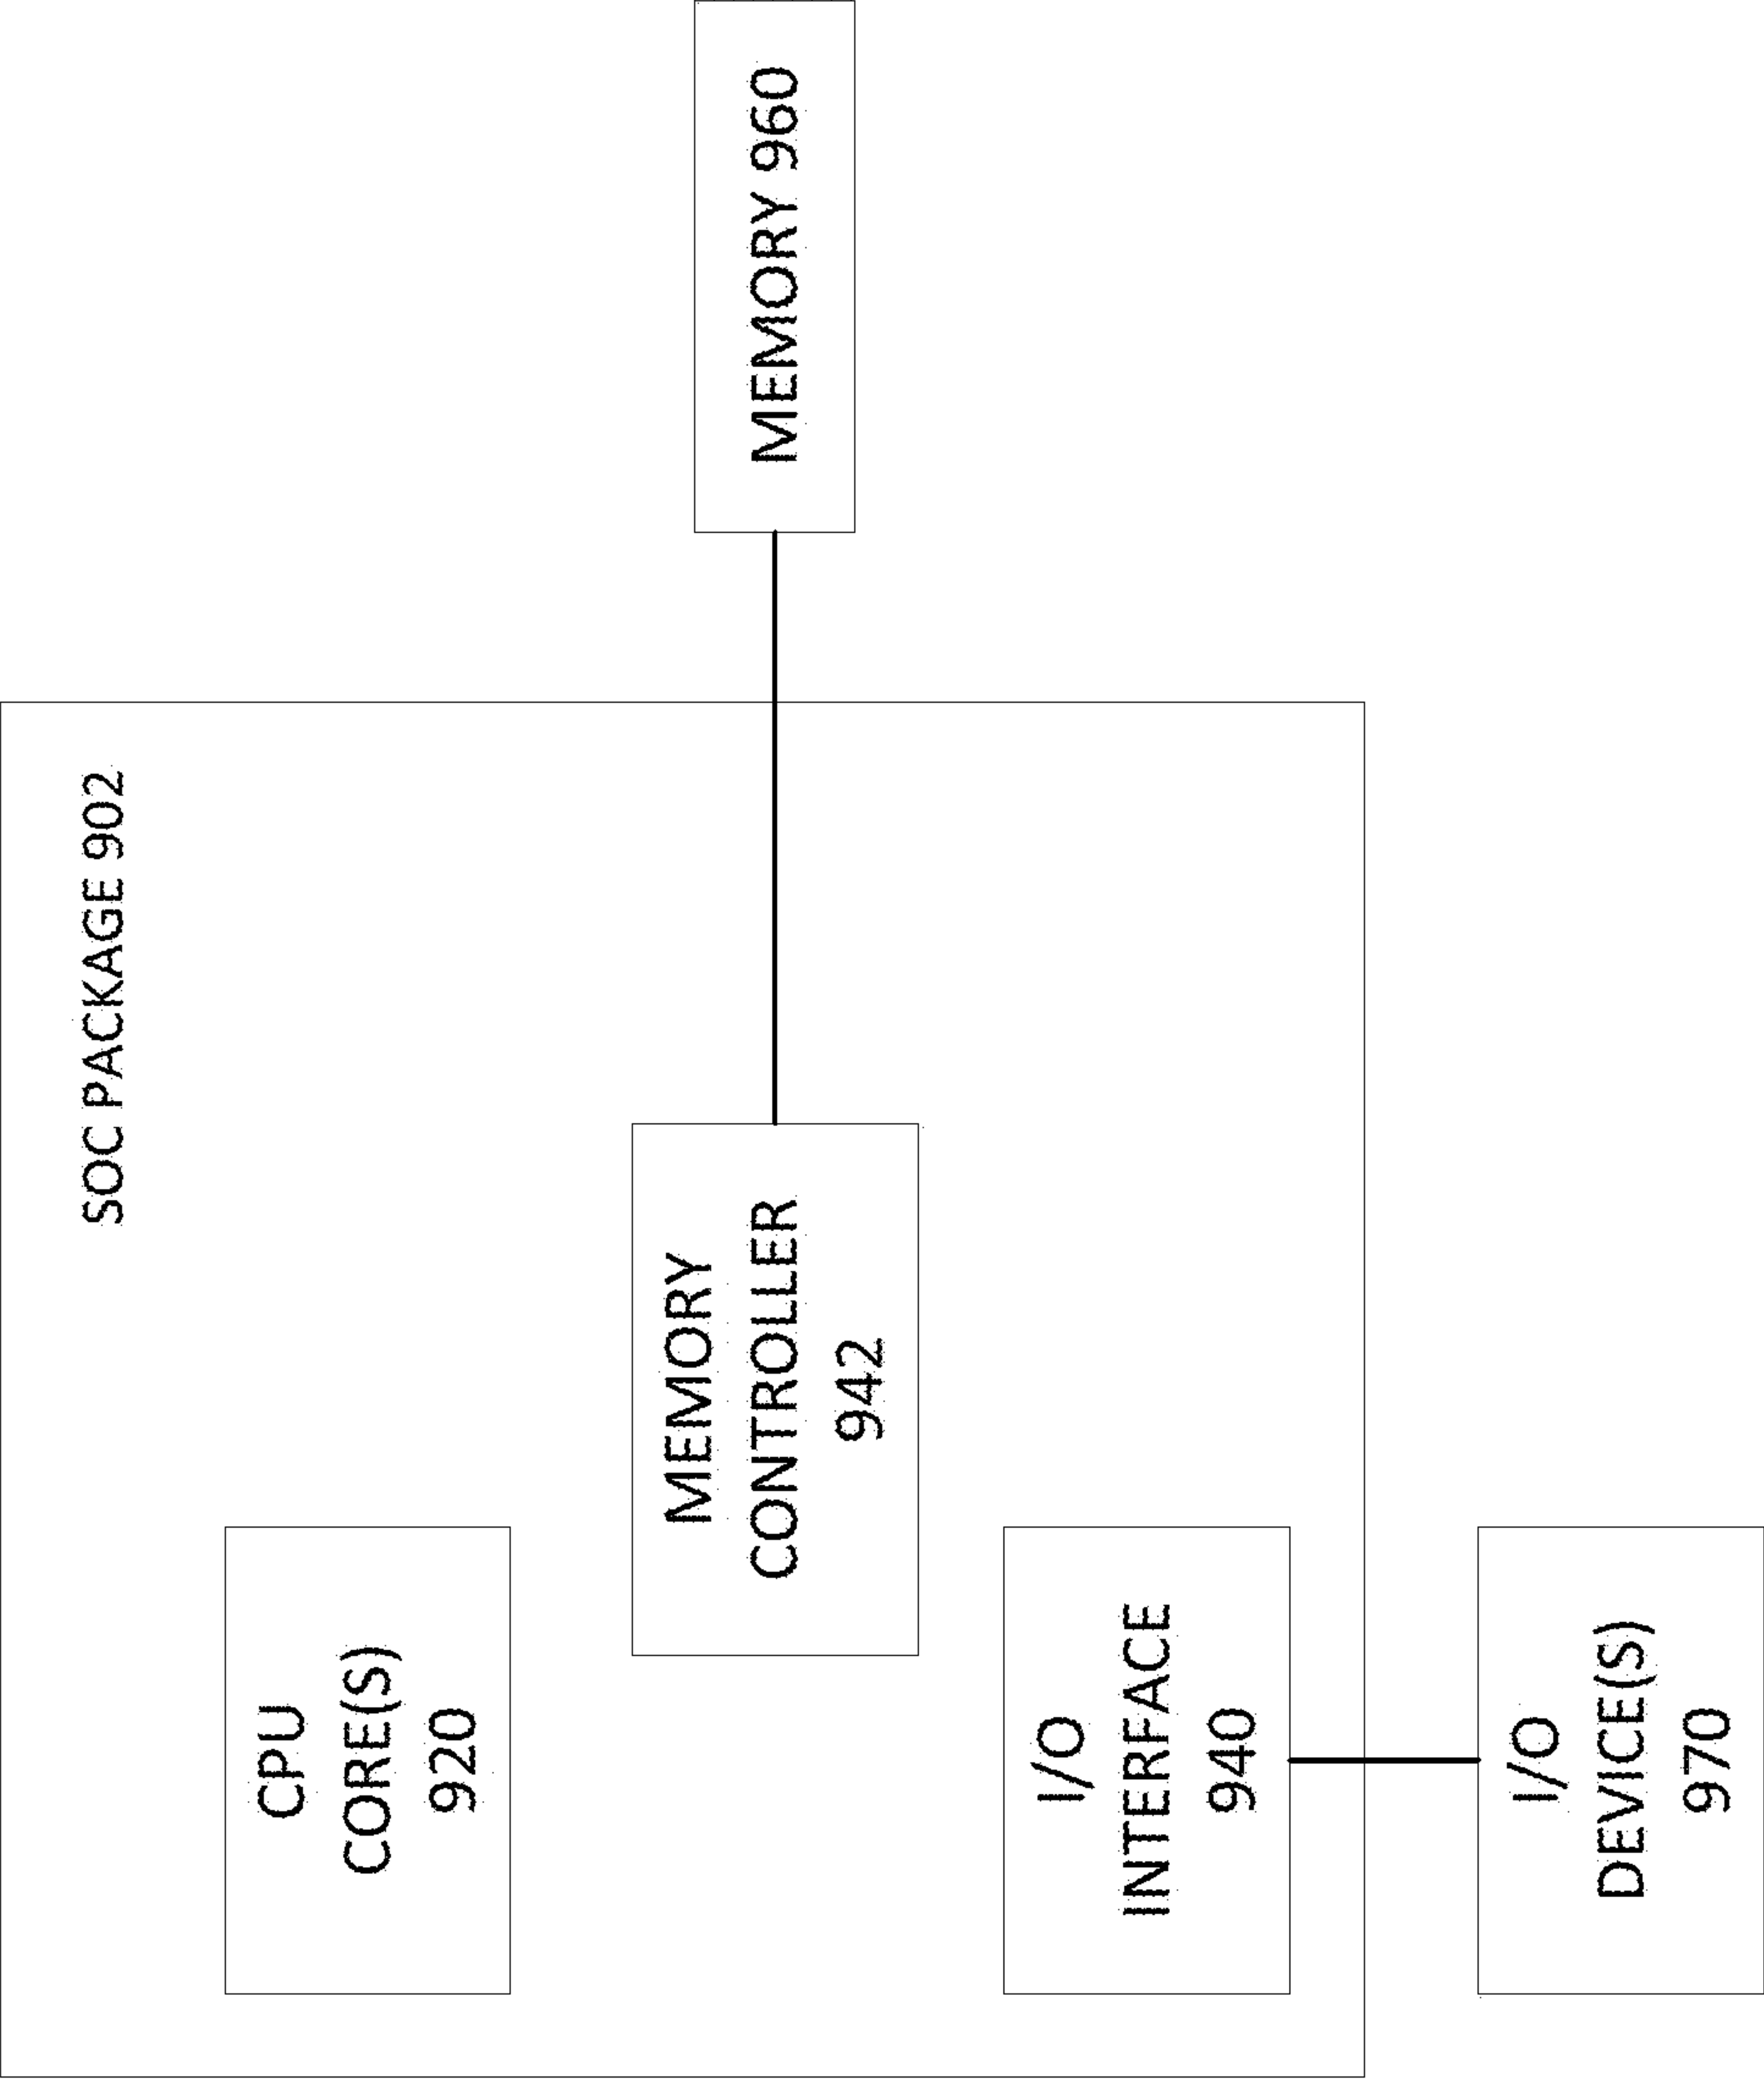 SOC PACKAGE 902
CPU
CORE(S)
920
MEMORY
CONTROLLER
942
MEMORY 960
I/O
INTERFACE
940
I/O
DEVICE(S)
970